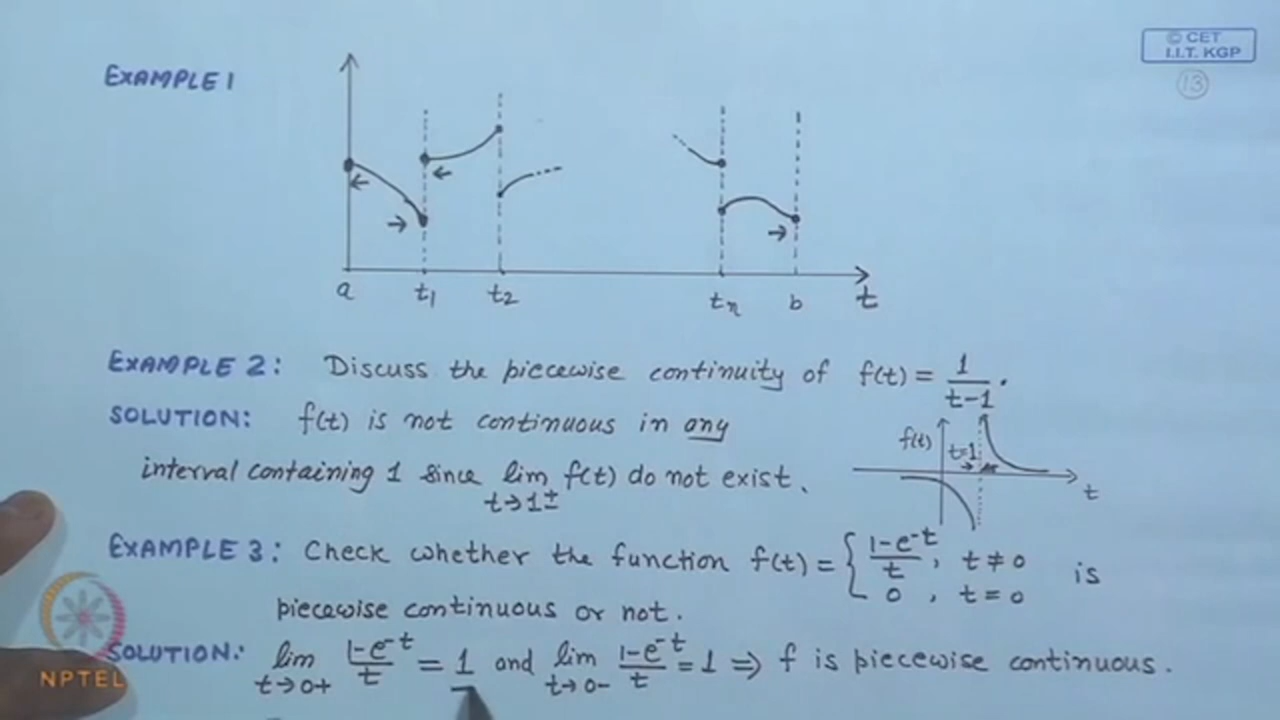 © CET
I.I.T. KGP
13
EXAMPLE 1
a t₁ t₂ tₙ b t
EXAMPLE 2: Discuss the piecewise continuity of f(t) = 1/(t-1).
SOLUTION: f(t) is not continuous in any
interval containing 1 since lim t→1± f(t) do not exist.
f(t) t=1 t
EXAMPLE 3: Check whether the function f(t) = { (1-e^-t)/t, t ≠ 0
0, t = 0 is
piecewise continuous or not.
SOLUTION: lim t→0+ (1-e^-t)/t = 1 and lim t→0- (1-e^-t)/t = 1 ⇒ f is piecewise continuous.
NPTEL